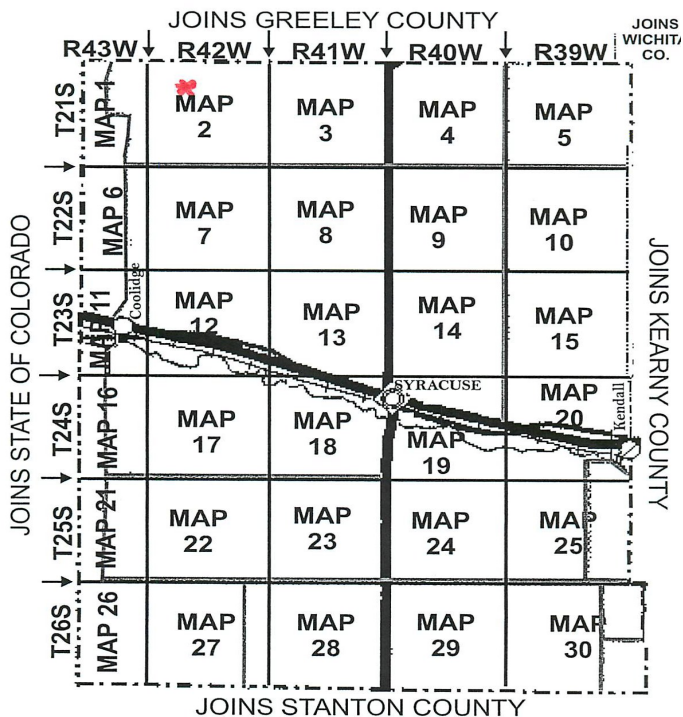 JOINS GREELEY COUNTY
JOINS
WICHITA
CO.
R43W
R42W
R41W
R40W
R39W
T21S
MAP 1
MAP
2
MAP
3
MAP
4
MAP
5
T22S
MAP 6
MAP
7
MAP
8
MAP
9
MAP
10
JOINS STATE OF COLORADO
JOINS KEARNY COUNTY
T23S
MAP 11
Coolidge
MAP
12
MAP
13
MAP
14
MAP
15
SYRACUSE
T24S
MAP 16
MAP
17
MAP
18
MAP
19
MAP
20
Kendall
T25S
MAP 21
MAP
22
MAP
23
MAP
24
MAP
25
T26S
MAP 26
MAP
27
MAP
28
MAP
29
MAP
30
JOINS STANTON COUNTY